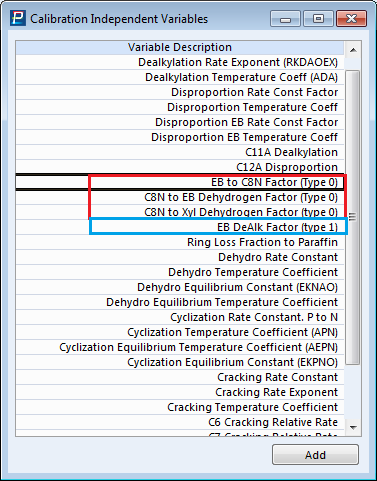 Calibration Independent Variables
Variable Description
Dealkylation Rate Exponent (RKDAOEX)
Dealkylation Temperature Coeff (ADA)
Disproportion Rate Const Factor
Disproportion Temperature Coeff
Disproportion EB Rate Const Factor
Disproportion EB Temperature Coeff
C11A Dealkylation
C12A Disproportion
EB to C8N Factor (Type 0)
C8N to EB Dehydrogen Factor (Type 0)
C8N to Xyl Dehydrogen Factor (type 0)
EB DeAlk Factor (type 1)
Ring Loss Fraction to Paraffin
Dehydro Rate Constant
Dehydro Temperature Coefficient
Dehydro Equilibrium Constant (EKNAO)
Dehydro Equilibrium Temperature Coefficient
Cyclization Rate Constant. P to N
Cyclization Temperature Coefficient (APN)
Cyclization Equilibrium Temperature Coefficient (AEPN)
Cyclization Equilibrium Constant (EKPNO)
Cracking Rate Constant
Cracking Rate Exponent
Cracking Temperature Coefficient
C6 Cracking Relative Rate
C7 Cracking Relative Rate
Add